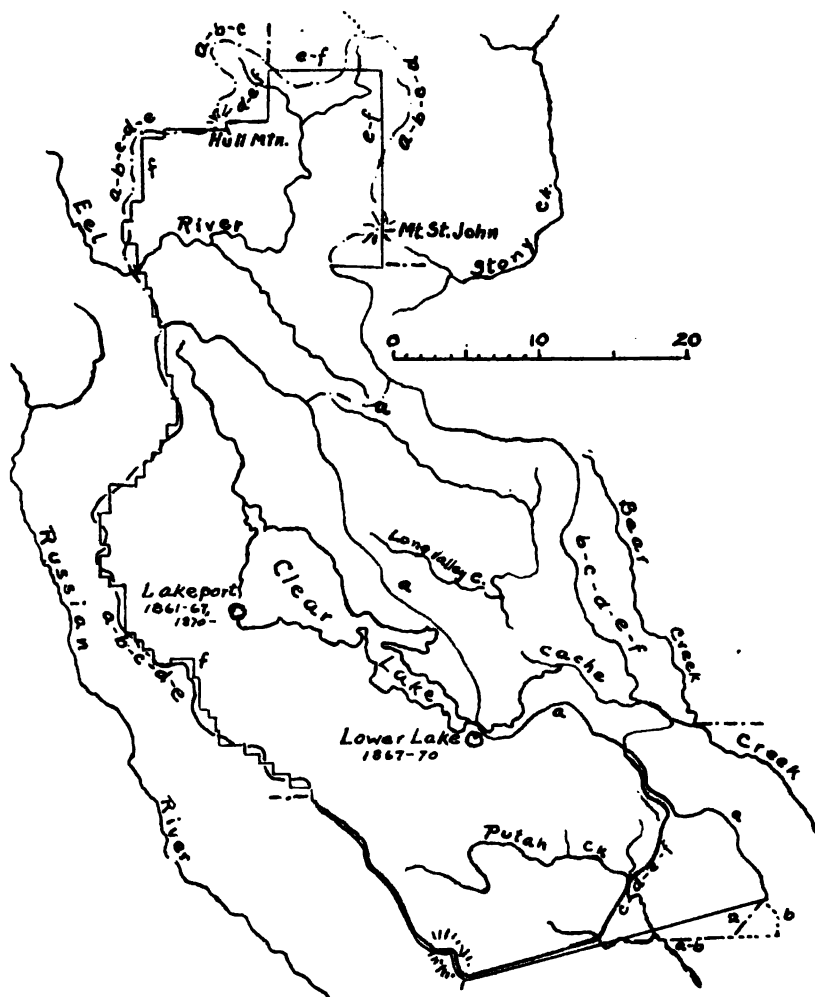 a-b-c
e-f
d-e-f
a-b-c-d
e-f
Hull Mtn.
a-b-c-d-e
f
Eel
River
Mt. St. John
Stony Ck.
0 10 20
a
Bear
Creek
Long Valley C.
b-c-d-e-f
Russian
River
Clear
Lake
a
Lakeport
1861-67,
1870-
a-b-c-d-e
f
Cache
Creek
Lower Lake
1867-70
a
a
Putah
Ck
c
d-e-f
a
b
a-b